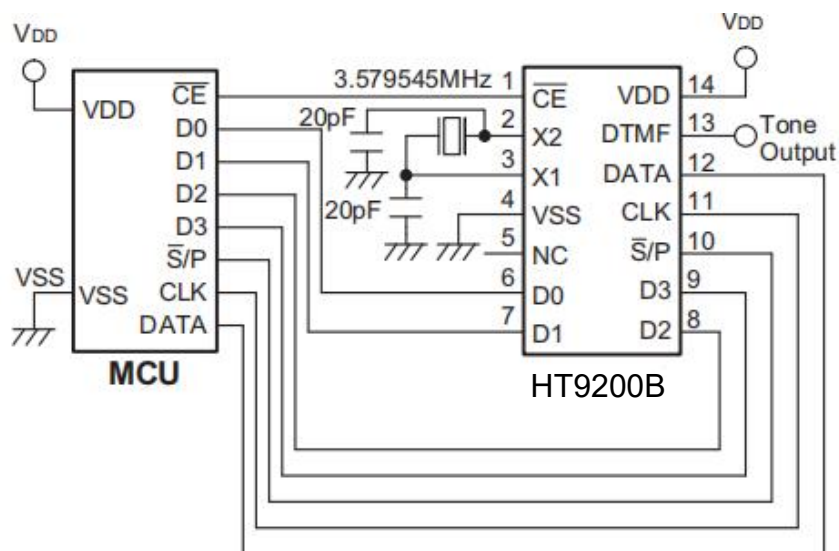 VDD
VDD
VDD
C̅E̅
D0
D1
D2
D3
S̅/P
CLK
DATA
VSS
VSS
MCU
3.579545MHz
20pF
20pF
1
2
3
4
5
6
7
C̅E̅
X2
X1
VSS
NC
D0
D1
VDD
DTMF
DATA
CLK
S̅/P
D3
D2
14
13
12
11
10
9
8
Tone
Output
HT9200B